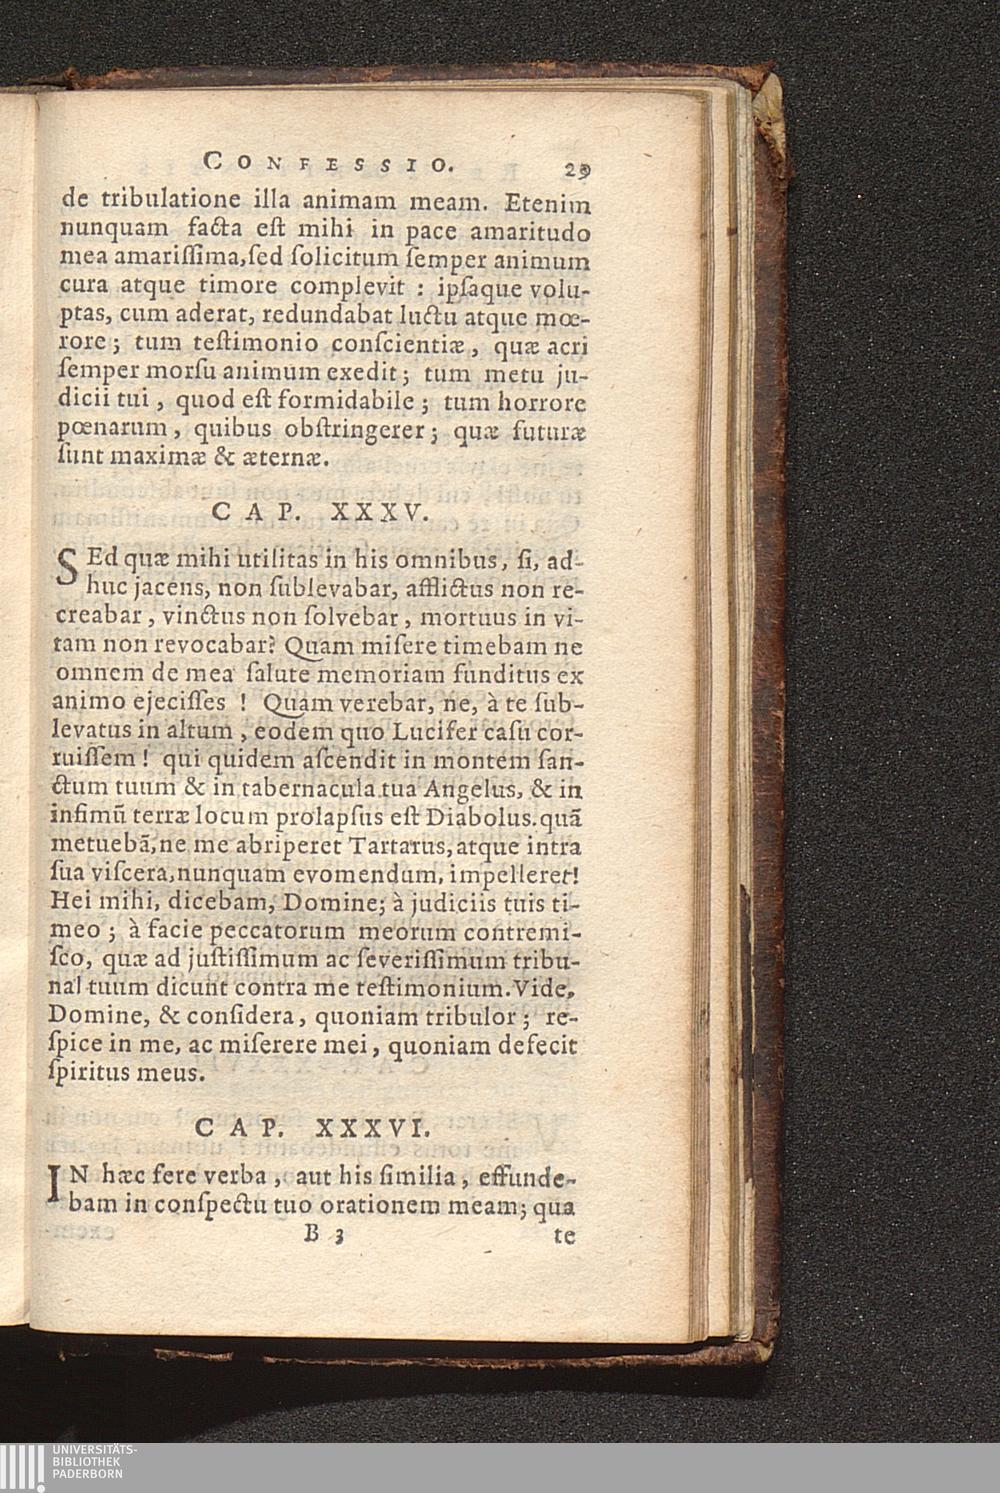 CONFESSIO. 29
de tribulatione illa animam meam. Etenim
nunquam facta eſt mihi in pace amaritudo
mea amariſſima, ſed ſolicitum ſemper animum
cura atque timore complevit : ipſaque volu-
ptas, cum aderat, redundabat luctu atque mœ-
rore ; tum teſtimonio conſcientiæ, quæ acri
ſemper morſu animum exedit ; tum metu ju-
dicii tui, quod eſt formidabile ; tum horrore
pœnarum, quibus obſtringerer ; quæ futuræ
ſunt maximæ & æternæ.
CAP. XXXV.
SEd quæ mihi utilitas in his omnibus, ſi, ad-
huc jacens, non ſublevabar, afflictus non re-
creabar, vinctus non ſolvebar, mortuus in vi-
tam non revocabar? Quam miſere timebam ne
omnem de mea ſalute memoriam funditus ex
animo ejeciſſes ! Quam verebar, ne, à te ſub-
levatus in altum, eodem quo Lucifer caſu cor-
ruiſſem ! qui quidem aſcendit in montem ſan-
ctum tuum & in tabernacula tua Angelus, & in
infimū terræ locum prolapſus eſt Diabolus. quā
metuebā, ne me abriperet Tartarus, atque intra
ſua viſcera, nunquam evomendum, impelleret!
Hei mihi, dicebam, Domine; à judiciis tuis ti-
meo ; à facie peccatorum meorum contremi-
ſco, quæ ad juſtiſſimum ac ſeveriſſimum tribu-
nal tuum dicunt contra me teſtimonium. Vide,
Domine, & conſidera, quoniam tribulor ; re-
ſpice in me, ac miſerere mei, quoniam defecit
ſpiritus meus.
CAP. XXXVI.
IN hæc fere verba, aut his ſimilia, effunde-
bam in conſpectu tuo orationem meam; qua
B 3 te
UNIVERSITÄTS-
BIBLIOTHEK
PADERBORN